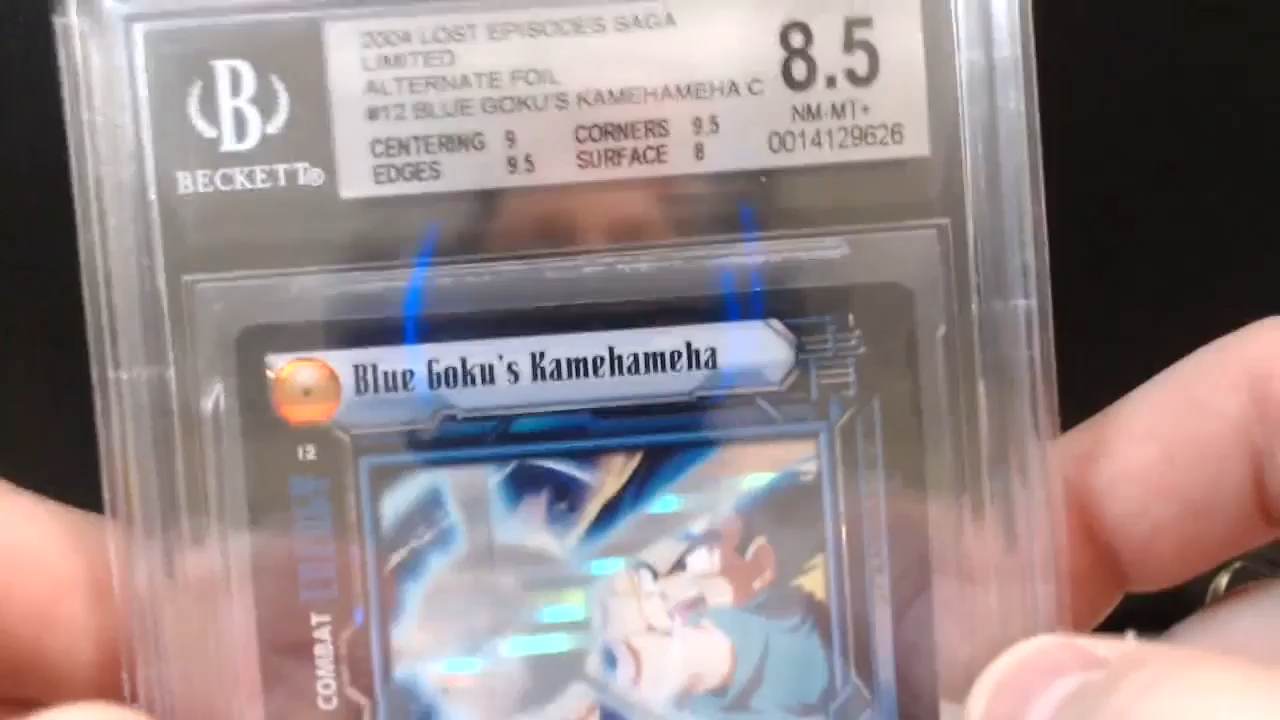 B
BECKETT®
2004 LOST EPISODES SAGA
LIMITED
ALTERNATE FOIL
#12 BLUE GOKU'S KAMEHAMEHA C
CENTERING 9 CORNERS 9.5
EDGES 9.5 SURFACE 8
8.5
NM-MT+
0014129626
Blue Goku's Kamehameha
12
COMBAT